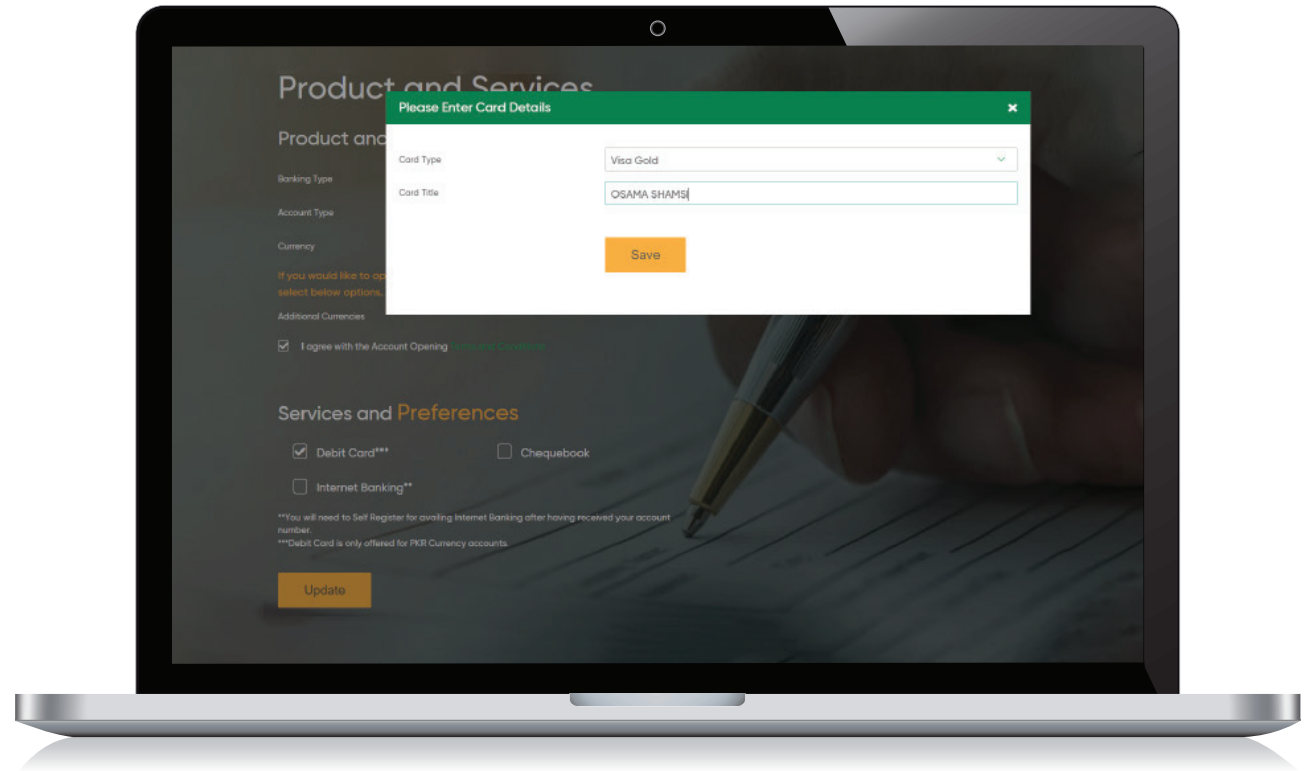 Product and Services
Please Enter Card Details
Product and
Card Type
Visa Gold
Card Title
OSAMA SHAMSI
Banking Type
Account Type
Currency
Save
If you would like to op
select below options.
Additional Currencies
I agree with the Account Opening Terms and Conditions
Services and Preferences
Debit Card***
Chequebook
Internet Banking**
**You will need to Self Register for availing Internet Banking after having received your account
number.
***Debit Card is only offered for PKR Currency accounts.
Update